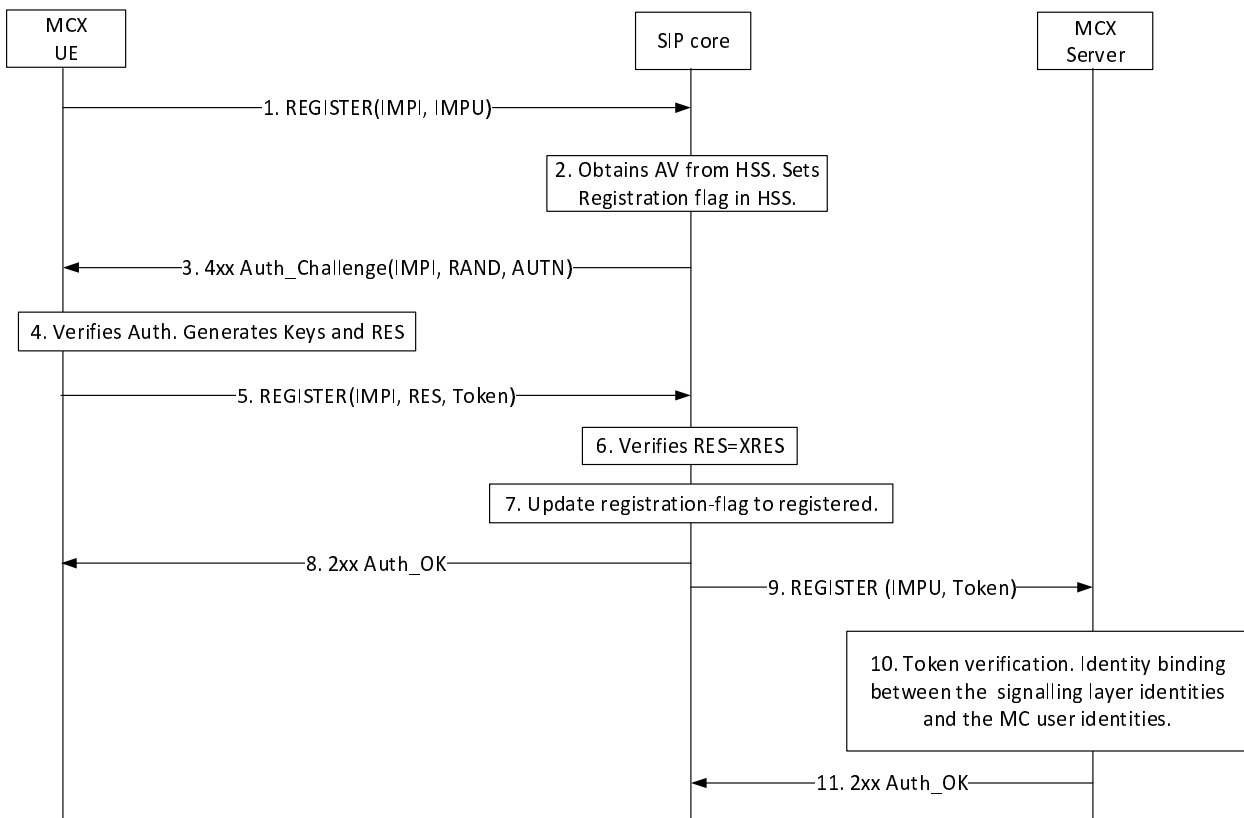 MCX
UE
SIP core
MCX
Server
1. REGISTER(IMPI, IMPU)
2. Obtains AV from HSS. Sets
Registration flag in HSS.
3. 4xx Auth_Challenge(IMPI, RAND, AUTN)
4. Verifies Auth. Generates Keys and RES
5. REGISTER(IMPI, RES, Token)
6. Verifies RES=XRES
7. Update registration-flag to registered.
8. 2xx Auth_OK
9. REGISTER (IMPU, Token)
10. Token verification. Identity binding
between the signalling layer identities
and the MC user identities.
11. 2xx Auth_OK